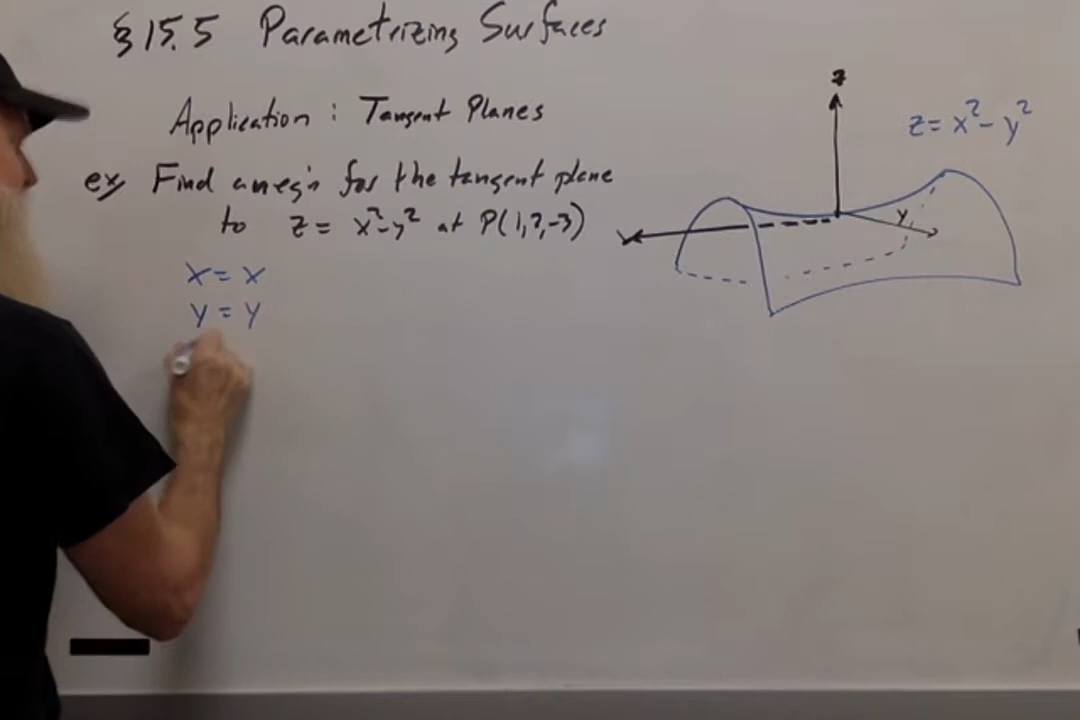 §15.5 Parametrizing Surfaces
Application: Tangent Planes
ex Find an eq'n for the tangent plane
to z = x²-y² at P(1,2,-3)
x = x
y = y
z
z = x² - y²
x
y